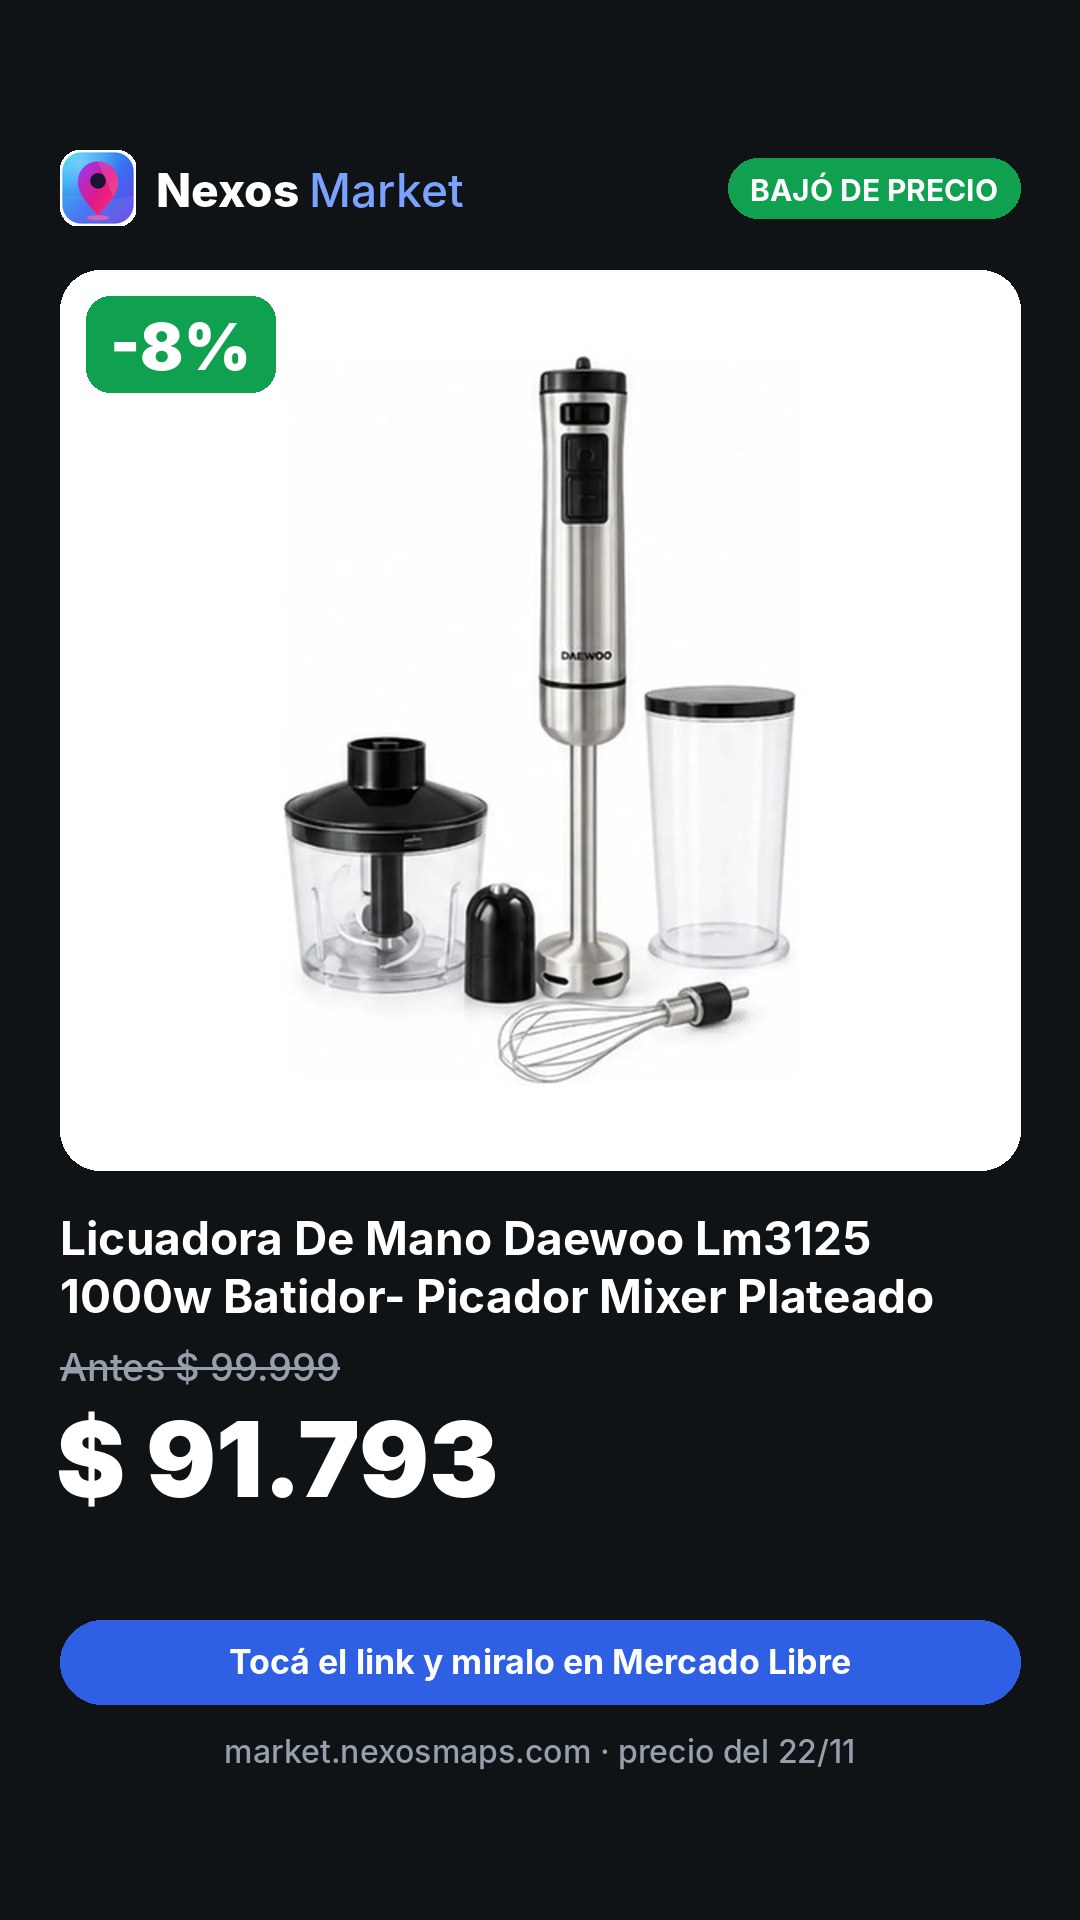 Nexos Market
BAJÓ DE PRECIO
-8%
DAEWOO
Licuadora De Mano Daewoo Lm3125
1000w Batidor- Picador Mixer Plateado
Antes $ 99.999
$ 91.793
Tocá el link y miralo en Mercado Libre
market.nexosmaps.com · precio del 22/11